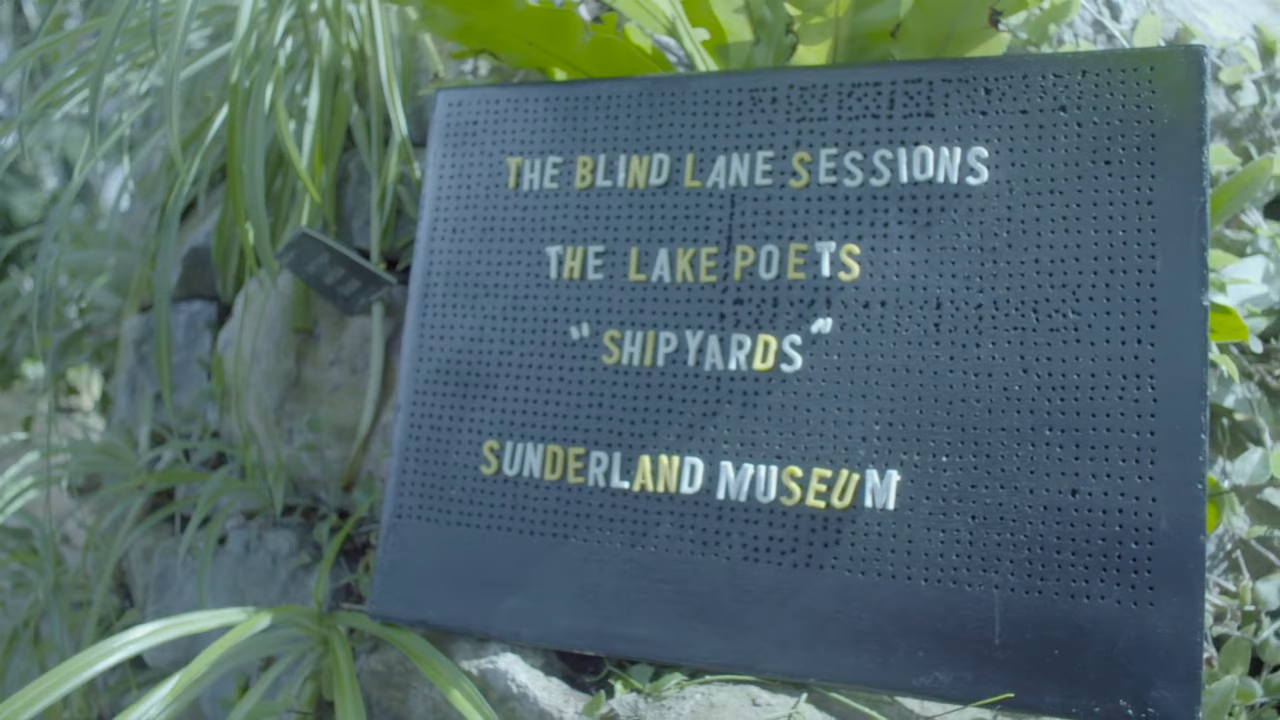 THE BLIND LANE SESSIONS
THE LAKE POETS
"SHIPYARDS"
SUNDERLAND MUSEUM